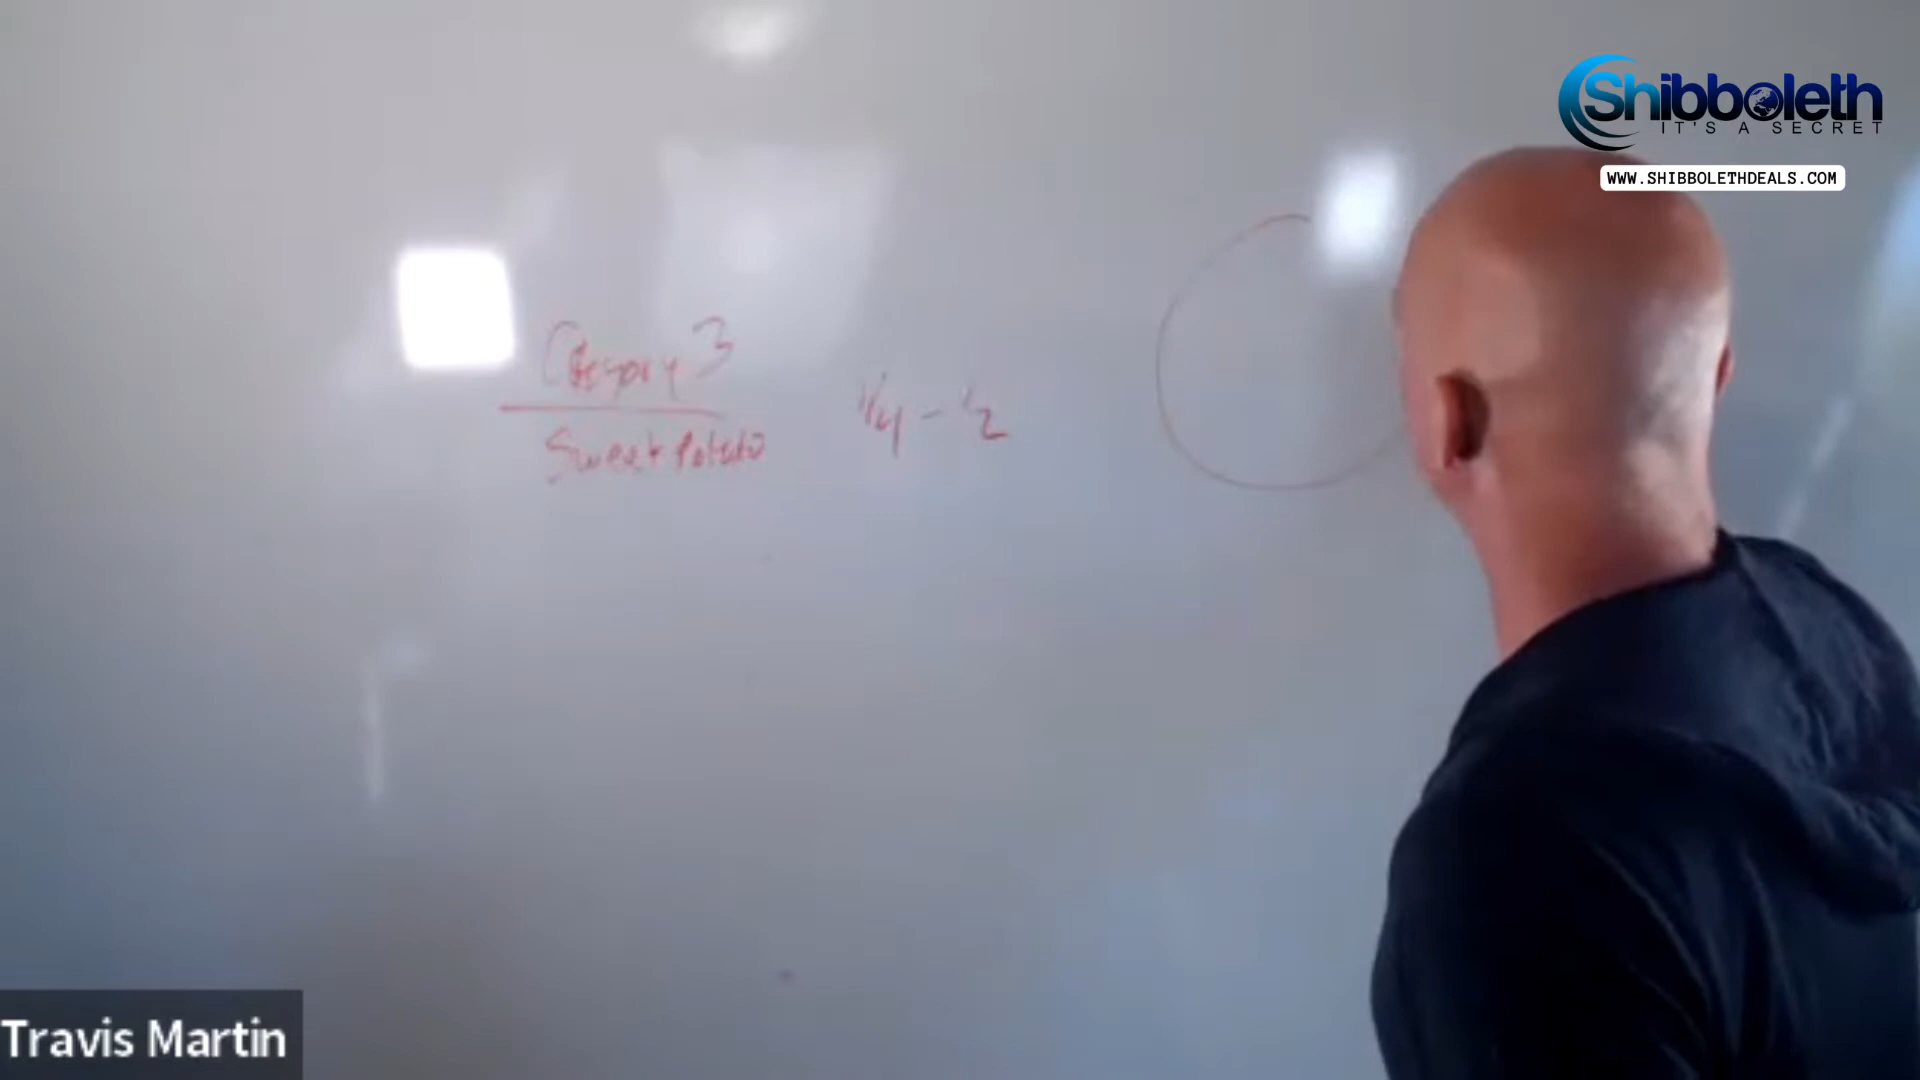 Shibboleth
IT'S A SECRET
WWW.SHIBBOLETHDEALS.COM
Category 3
Sweet Potato
1/4 - 1/2
Travis Martin